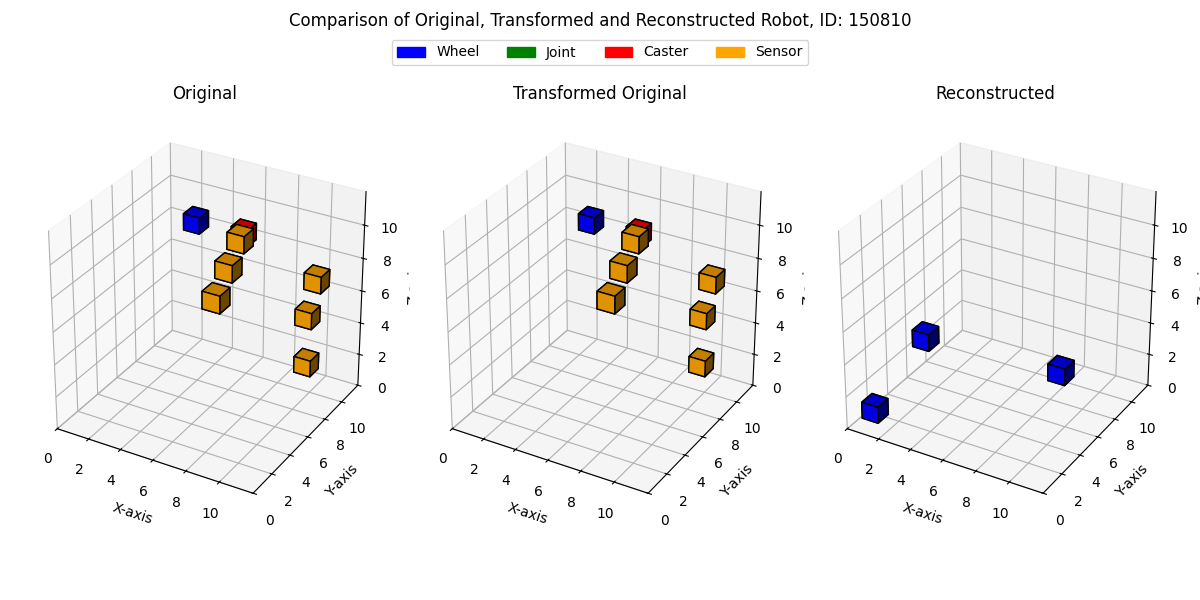 Comparison of Original, Transformed and Reconstructed Robot, ID: 150810
Wheel Joint Caster Sensor
Original Transformed Original Reconstructed
10 10 10
8 8 8
6 6 6
4 4 4
2 2 2
0 0 0
0 2 4 6 8 10 0 2 4 6 8 10 0 2 4 6 8 10
0 2 4 6 8 10 0 2 4 6 8 10 0 2 4 6 8 10
X-axis Y-axis X-axis Y-axis X-axis Y-axis